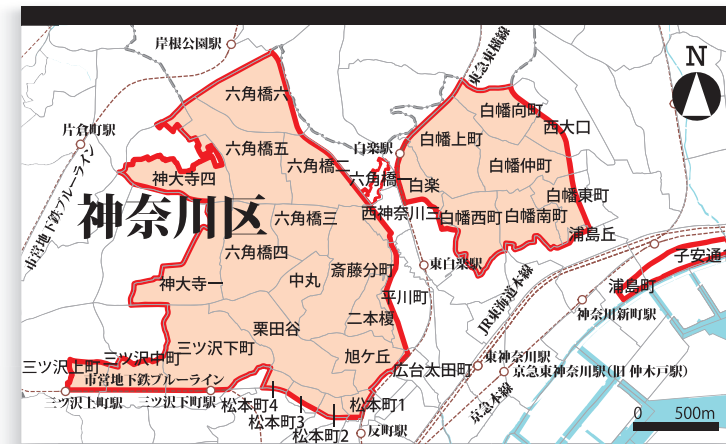 岸根公園駅
東急東横線
N
六角橋六
白幡向町
西大口
片倉町駅
六角橋五
白楽駅
白幡上町
六角橋二
白幡仲町
神大寺四
六角橋一
白楽
白幡東町
神奈川区
六角橋三
西神奈川三
白幡西町
白幡南町
浦島丘
市営地下鉄ブルーライン
六角橋四
斎藤分町
東白楽駅
子安通
神大寺一
中丸
平川町
JR東海道本線
浦島町
神奈川新町駅
二本榎
栗田谷
三ツ沢下町
旭ケ丘
三ツ沢中町
三ツ沢上町
広台太田町
東神奈川駅
市営地下鉄ブルーライン
京急東神奈川駅(旧 仲木戸駅)
京急本線
三ツ沢上町駅
三ツ沢下町駅
松本町4
松本町1
松本町3
松本町2
反町駅
0 500m